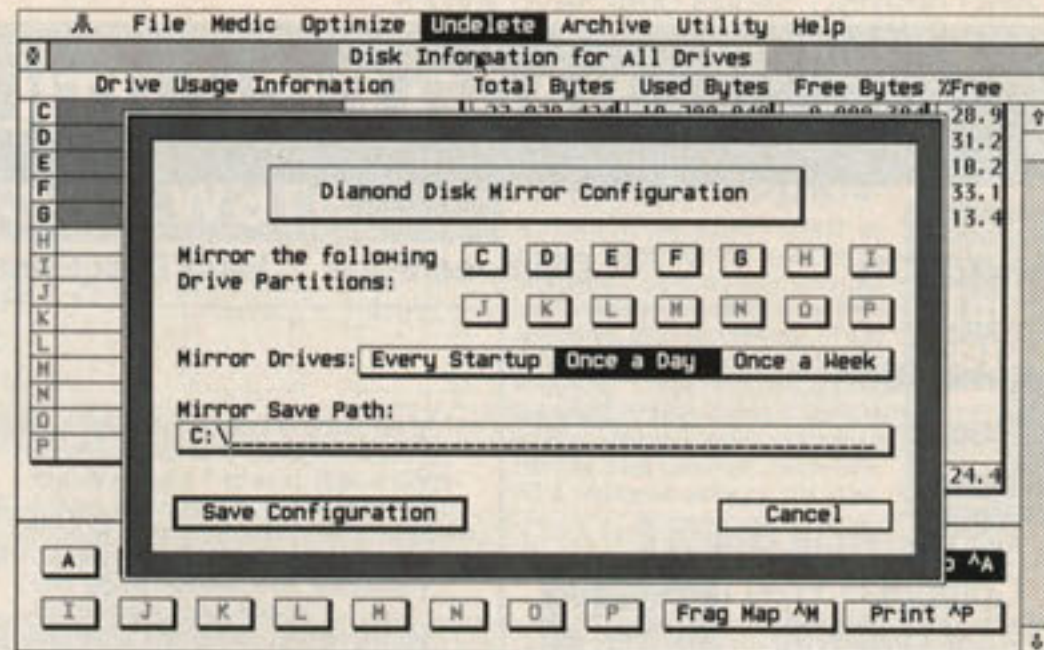 File Medic Optimize Undelete Archive Utility Help
Disk Information for All Drives
Drive Usage Information Total Bytes Used Bytes Free Bytes %Free
C 28.9
D 31.2
E 18.2
F 33.1
G 13.4
H
I
J
K
L
M
N
O
P
24.4
Diamond Disk Mirror Configuration
Mirror the following
Drive Partitions:
C D E F G H I
J K L M N O P
Mirror Drives: Every Startup Once a Day Once a Week
Mirror Save Path:
C:\
Save Configuration Cancel
A ^A
I J K L M N O P Frag Map ^M Print ^P